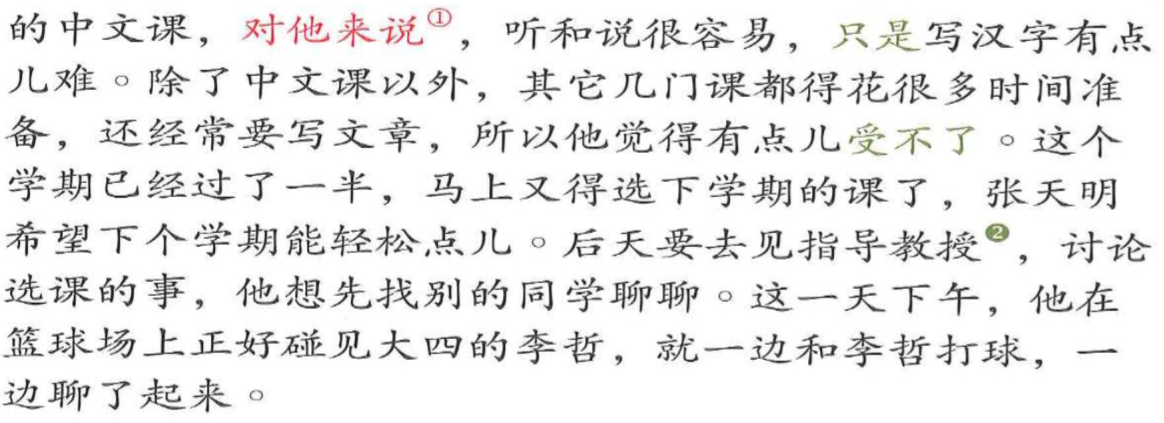 的中文课，对他来说①，听和说很容易，只是写汉字有点
儿难。除了中文课以外，其它几门课都得花很多时间准
备，还经常要写文章，所以他觉得有点儿受不了。这个
学期已经过了一半，马上又得选下学期的课了，张天明
希望下个学期能轻松点儿。后天要去见指导教授❷，讨论
选课的事，他想先找别的同学聊聊。这一天下午，他在
篮球场上正好碰见大四的李哲，就一边和李哲打球，一
边聊了起来。